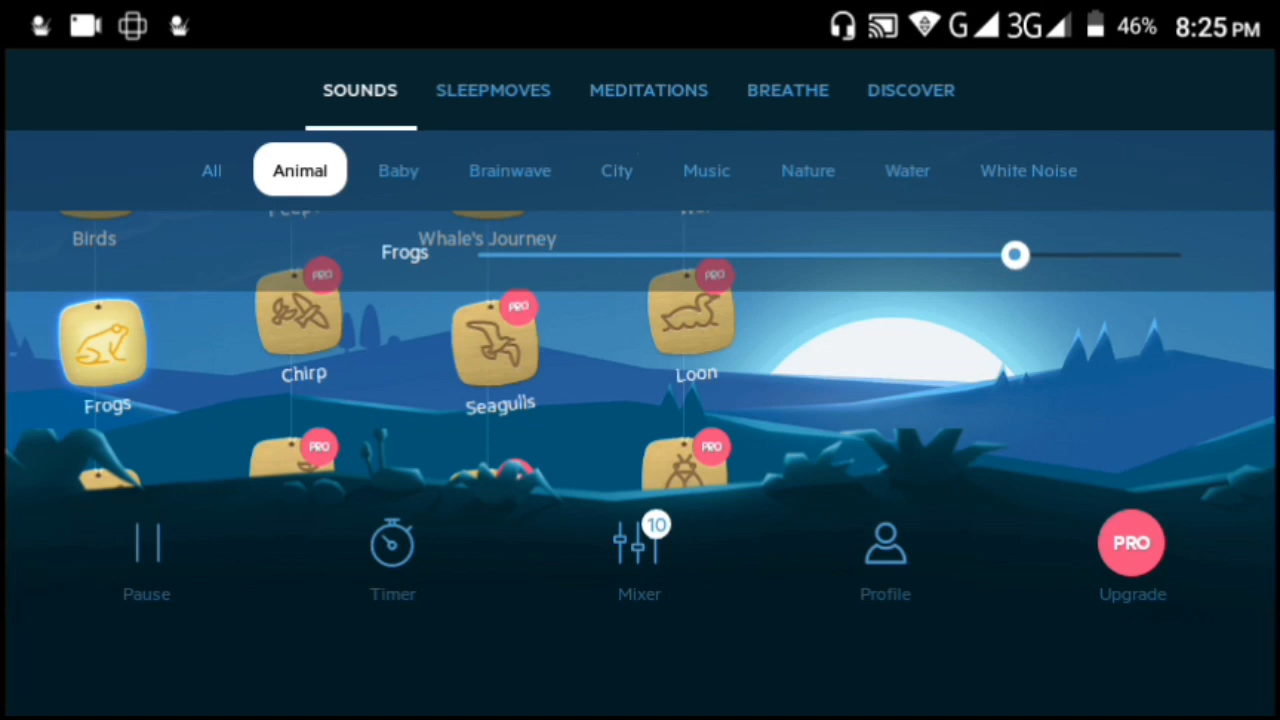 G 3G 46% 8:25 PM
SOUNDS SLEEPMOVES MEDITATIONS BREATHE DISCOVER
All Animal Baby Brainwave City Music Nature Water White Noise
Birds Whale's Journey
Frogs
PRO PRO
PRO
Chirp Loon
Frogs Seagulls
PRO PRO
10
PRO
Pause Timer Mixer Profile Upgrade